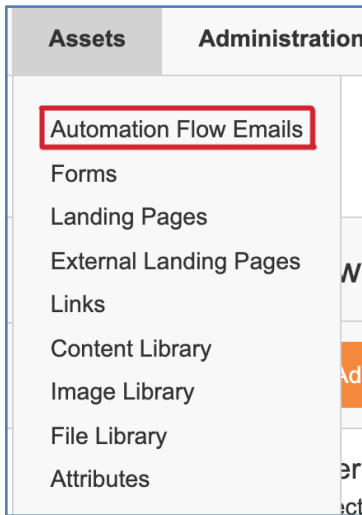 Assets Administration
Automation Flow Emails
Forms
Landing Pages
External Landing Pages
Links
Content Library
Image Library
File Library
Attributes